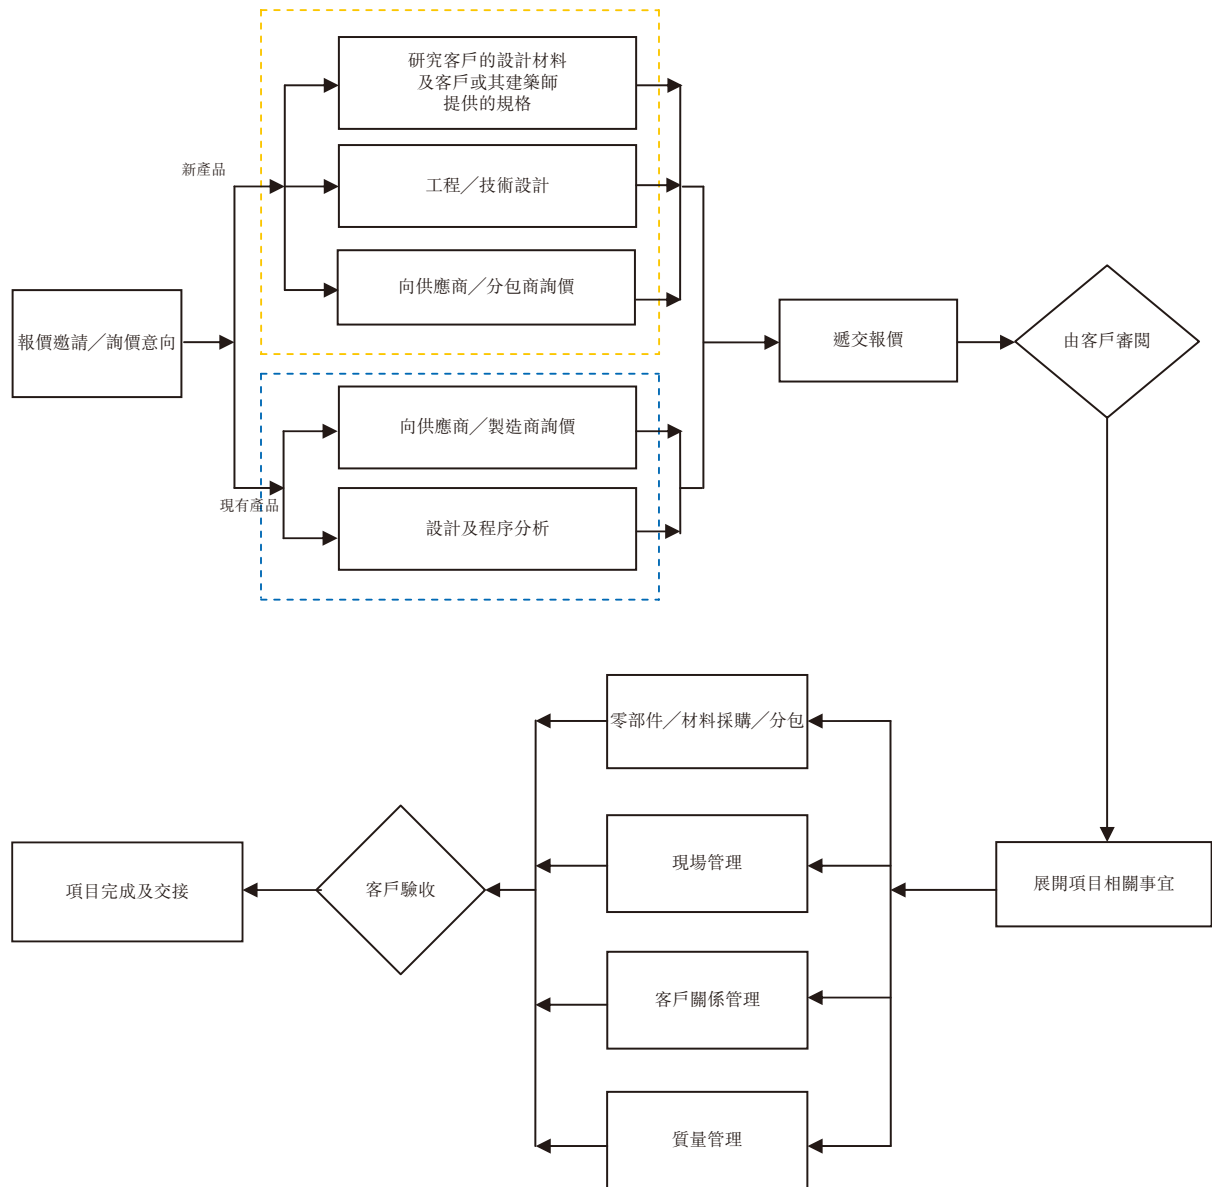 研究客戶的設計材料
及客戶或其建築師
提供的規格
新產品
工程／技術設計
向供應商／分包商詢價
報價邀請／詢價意向
遞交報價
由客戶審閱
向供應商／製造商詢價
現有產品
設計及程序分析
零部件／材料採購／分包
現場管理
展開項目相關事宜
客戶驗收
項目完成及交接
客戶關係管理
質量管理